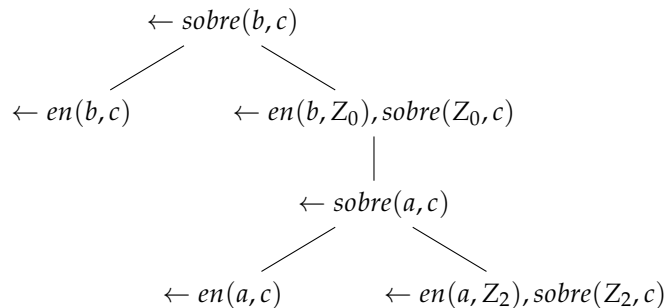 ← sobre(b, c)
← en(b, c) ← en(b, Z₀), sobre(Z₀, c)
← sobre(a, c)
← en(a, c) ← en(a, Z₂), sobre(Z₂, c)